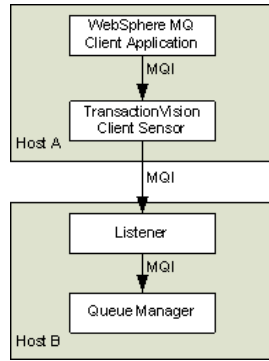 WebSphere MQ
Client Application
MQI
TransactionVision
Client Sensor
Host A
MQI
Listener
MQI
Queue Manager
Host B